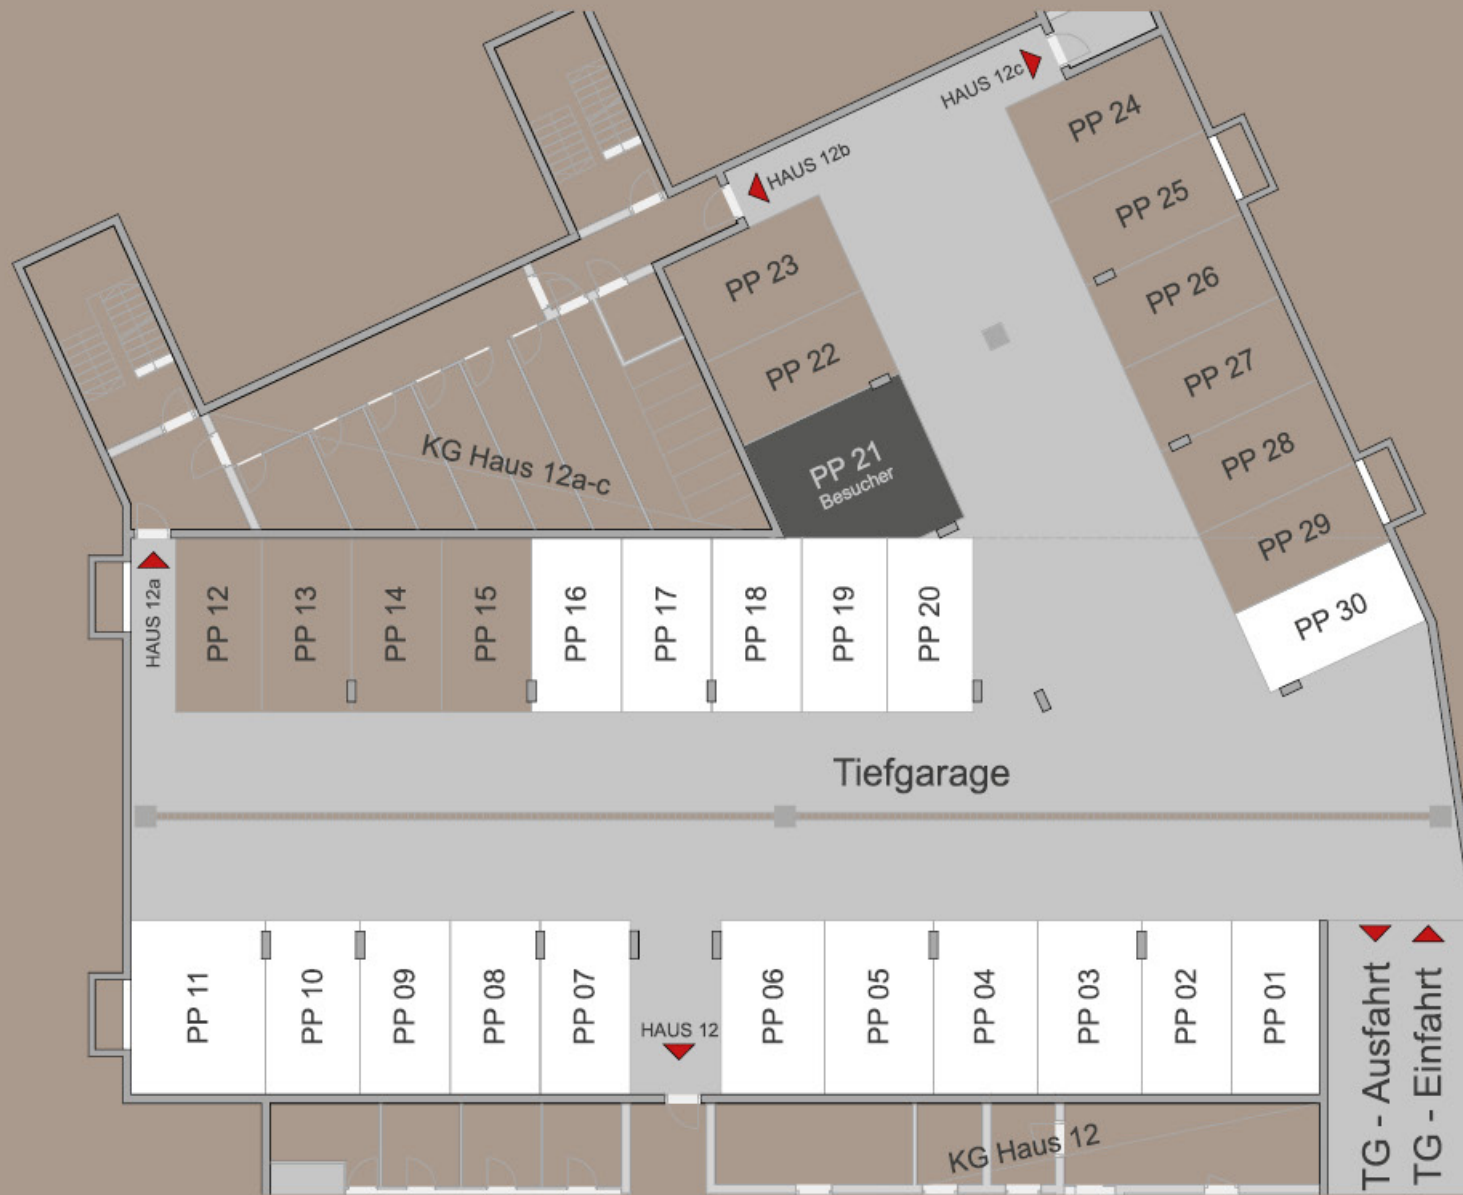 HAUS 12c
PP 24
HAUS 12b
PP 25
PP 23
PP 26
PP 22
PP 27
KG Haus 12a-c
PP 21
Besucher
PP 28
PP 29
PP 30
HAUS 12a
PP 12
PP 13
PP 14
PP 15
PP 16
PP 17
PP 18
PP 19
PP 20
Tiefgarage
PP 11
PP 10
PP 09
PP 08
PP 07
HAUS 12
PP 06
PP 05
PP 04
PP 03
PP 02
PP 01
TG - Ausfahrt
TG - Einfahrt
KG Haus 12